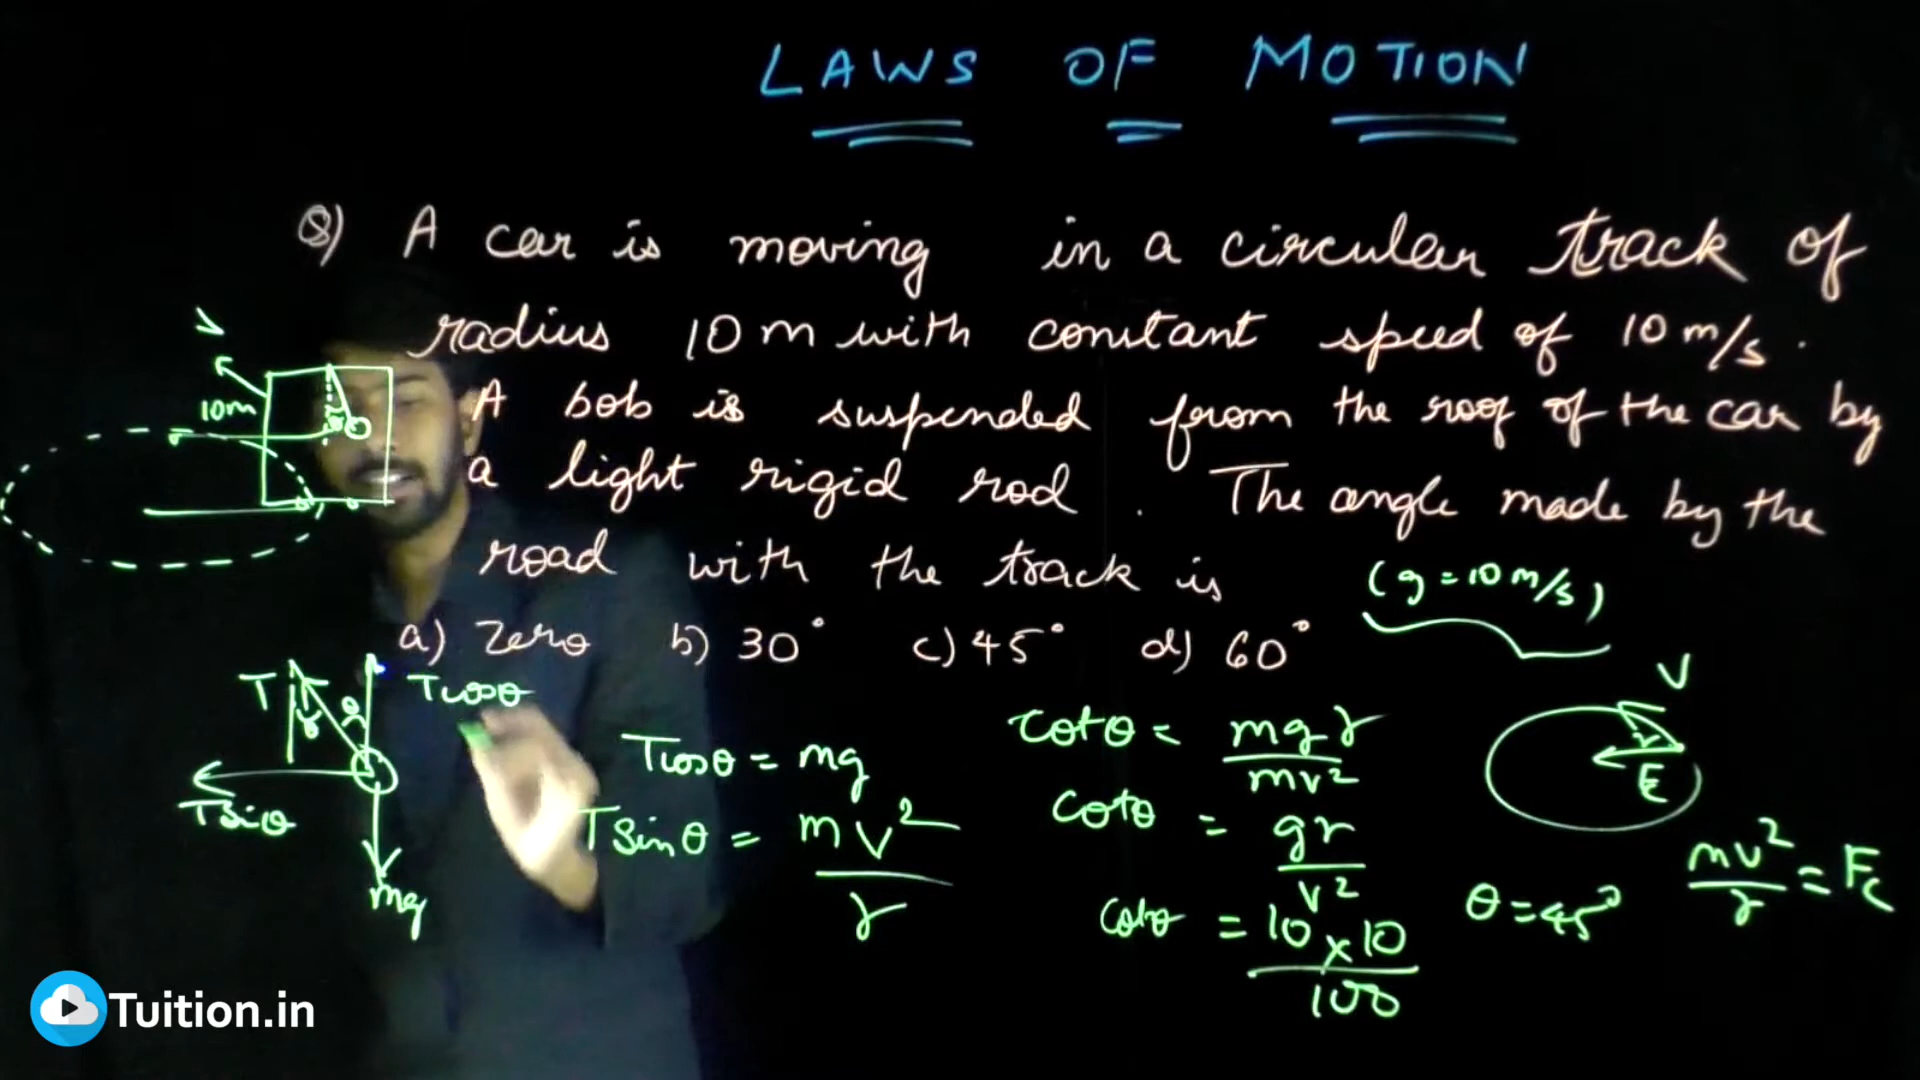 LAWS OF MOTION
Q) A car is moving in a circular track of
radius 10 m with constant speed of 10 m/s.
A bob is suspended from the roof of the car by
a light rigid rod. The angle made by the
road with the track is
(g = 10 m/s)
a) Zero b) 30° c) 45° d) 60°
10m
T θ θ Tcosθ
Tsiθ
mg
Tcosθ = mg
Tsinθ = mv²/r
cotθ = mgr/mv²
cotθ = gr/v²
cotθ = 10 x 10/100
θ = 45°
V
mv²/r = Fc
Tuition.in